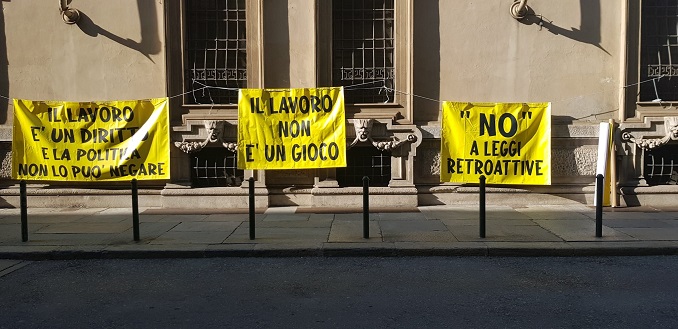 IL LAVORO
E' UN DIRITTO
E LA POLITICA
NON LO PUO' NEGARE
IL LAVORO
NON
E' UN GIOCO
"NO"
A LEGGI
RETROATTIVE